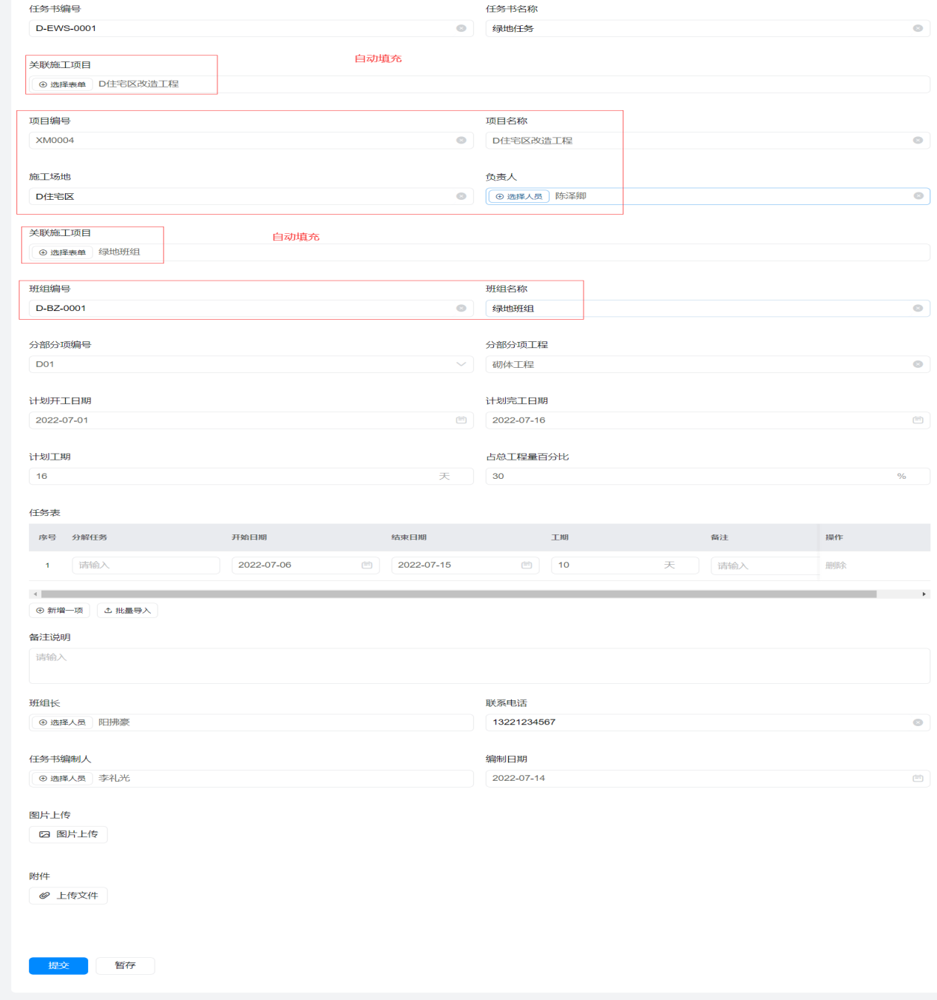 任务书编号 任务书名称
D-EWS-0001 绿地任务
关联施工项目 自动填充
选择表单 D住宅区改造工程
项目编号 项目名称
XM0004 D住宅区改造工程
施工场地 负责人
D住宅区 选择人员 陈泽卿
关联施工项目 自动填充
选择表单 绿地班组
班组编号 班组名称
D-BZ-0001 绿地班组
分部分项编号 分部分项工程
D01 砌体工程
计划开工日期 计划完工日期
2022-07-01 2022-07-16
计划工期 占总工程量百分比
16 天 30 %
任务表
序号 分解任务 开始日期 结束日期 工期 备注 操作
1 请输入 2022-07-06 2022-07-15 10 天 请输入 删除
新增一项 批量导入
备注说明
请输入
班组长 联系电话
选择人员 阳拂豪 13221234567
任务书编制人 编制日期
选择人员 李礼光 2022-07-14
图片上传
图片上传
附件
上传文件
提交 暂存